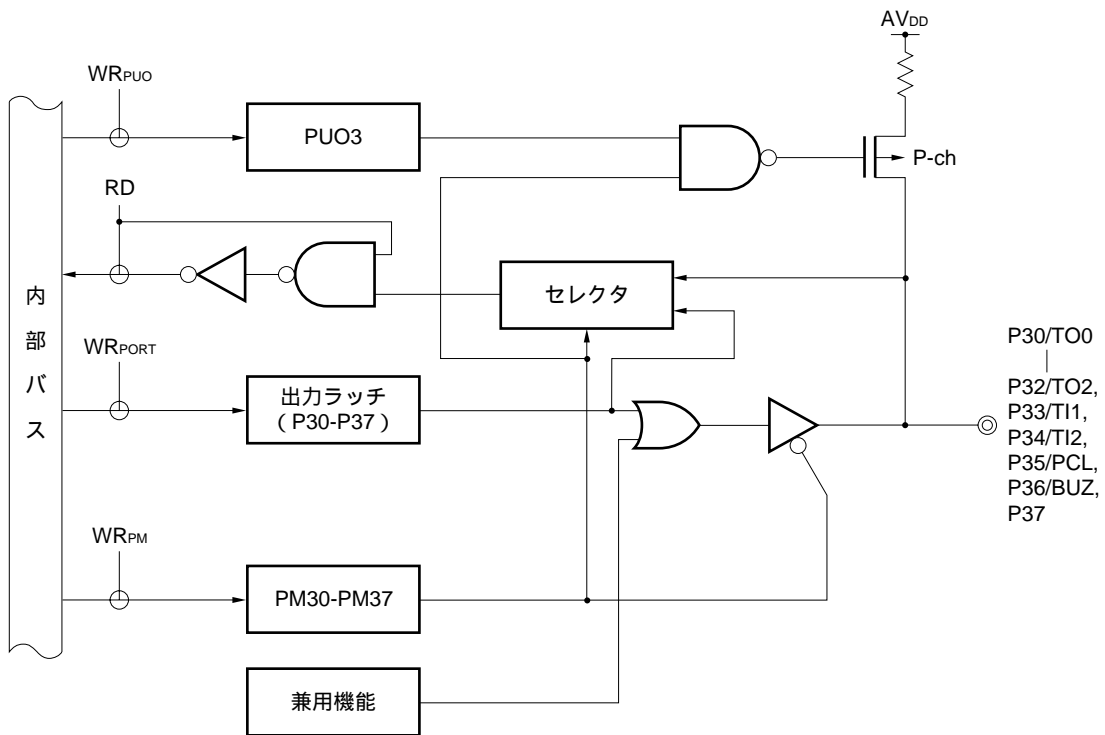 AVDD
WRPUO
PUO3
P-ch
RD
セレクタ
内部バス
WRPORT
出力ラッチ
（P30-P37）
P30/TO0
P32/TO2,
P33/TI1,
P34/TI2,
P35/PCL,
P36/BUZ,
P37
WRPM
PM30-PM37
兼用機能